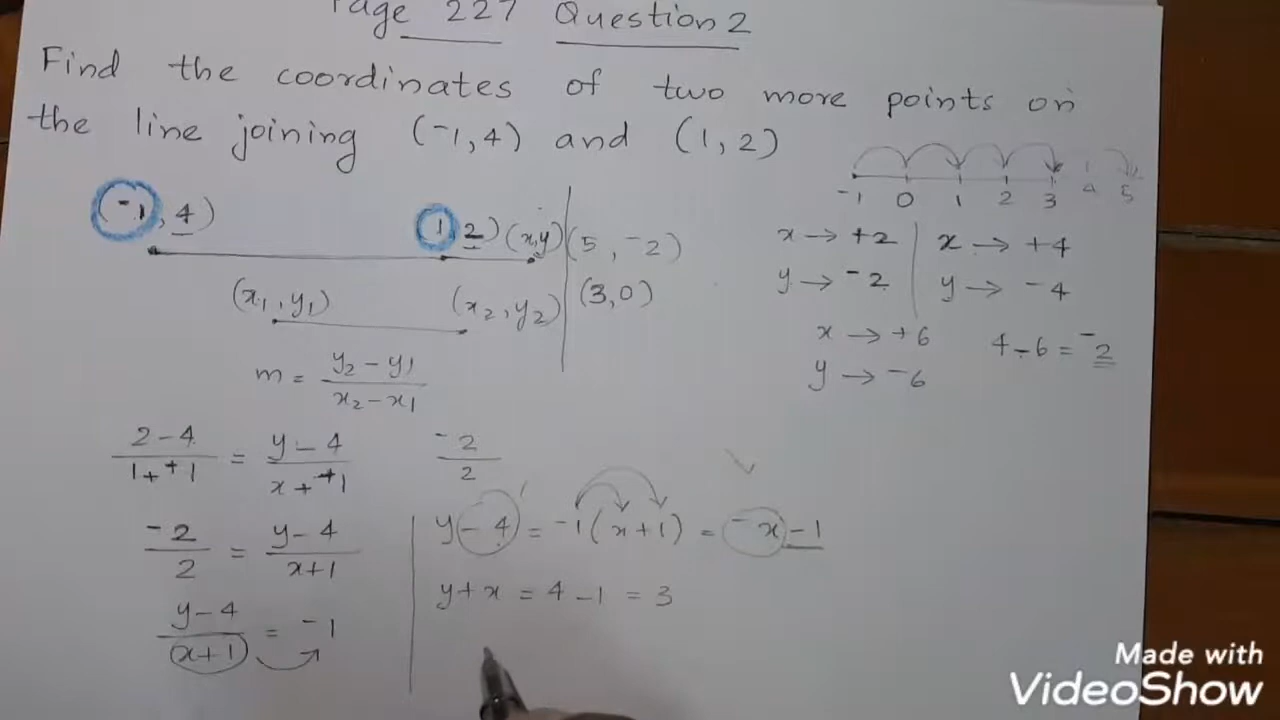 Page 227 Question 2
Find the coordinates of two more points on
the line joining (⁻1, 4) and (1, 2)
-1 0 1 2 3 4 5
(⁻1, 4)
1, 2) (x,y) (5, ⁻2)
(x₁, y₁) (x₂, y₂) (3, 0)
m = y₂ - y₁ / x₂ - x₁
x → +2
y → ⁻2
x → +4
y → -4
x → +6
y → -6
4 - 6 = ⁻2
2 - 4 / 1 + +1 = y - 4 / x + +1
⁻2 / 2
⁻2 / 2 = y - 4 / x + 1
y - 4 / (x + 1) = ⁻1
y - 4 = ⁻1 (x + 1) = ⁻x - 1
y + x = 4 - 1 = 3
Made with
VideoShow